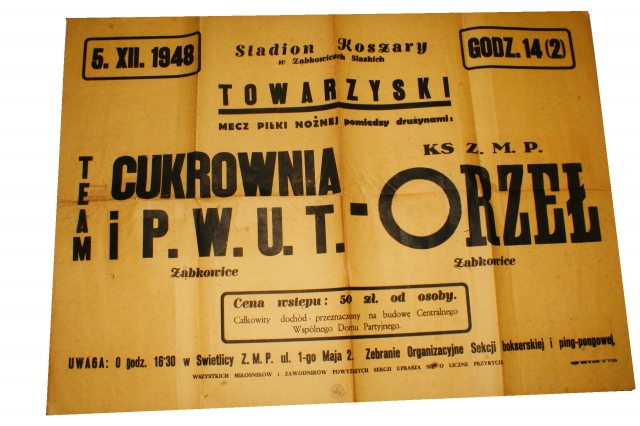 5. XII. 1948
Stadion Koszary
w Ząbkowicach Śląskich
GODZ. 14 (2)
TOWARZYSKI
MECZ PIŁKI NOŻNEJ pomiędzy drużynami:
TEAM CUKROWNIA
i P. W. U. T. -
Ząbkowice
KS Z. M. P.
ORZEŁ
Ząbkowice
Cena wstępu: 50 zł. od osoby.
Całkowity dochód przeznaczony na budowę Centralnego
Wspólnego Domu Partyjnego.
UWAGA: O godz. 16·30 w Świetlicy Z. M. P. ul. 1-go Maja 2. Zebranie Organizacyjne Sekcji bokserskiej i ping-pongowej,
WSZYSTKICH MIŁOŚNIKÓW i ZAWODNIKÓW POWYŻSZYCH SEKCJI UPRASZA SIĘ O LICZNE PRZYBYCIE.